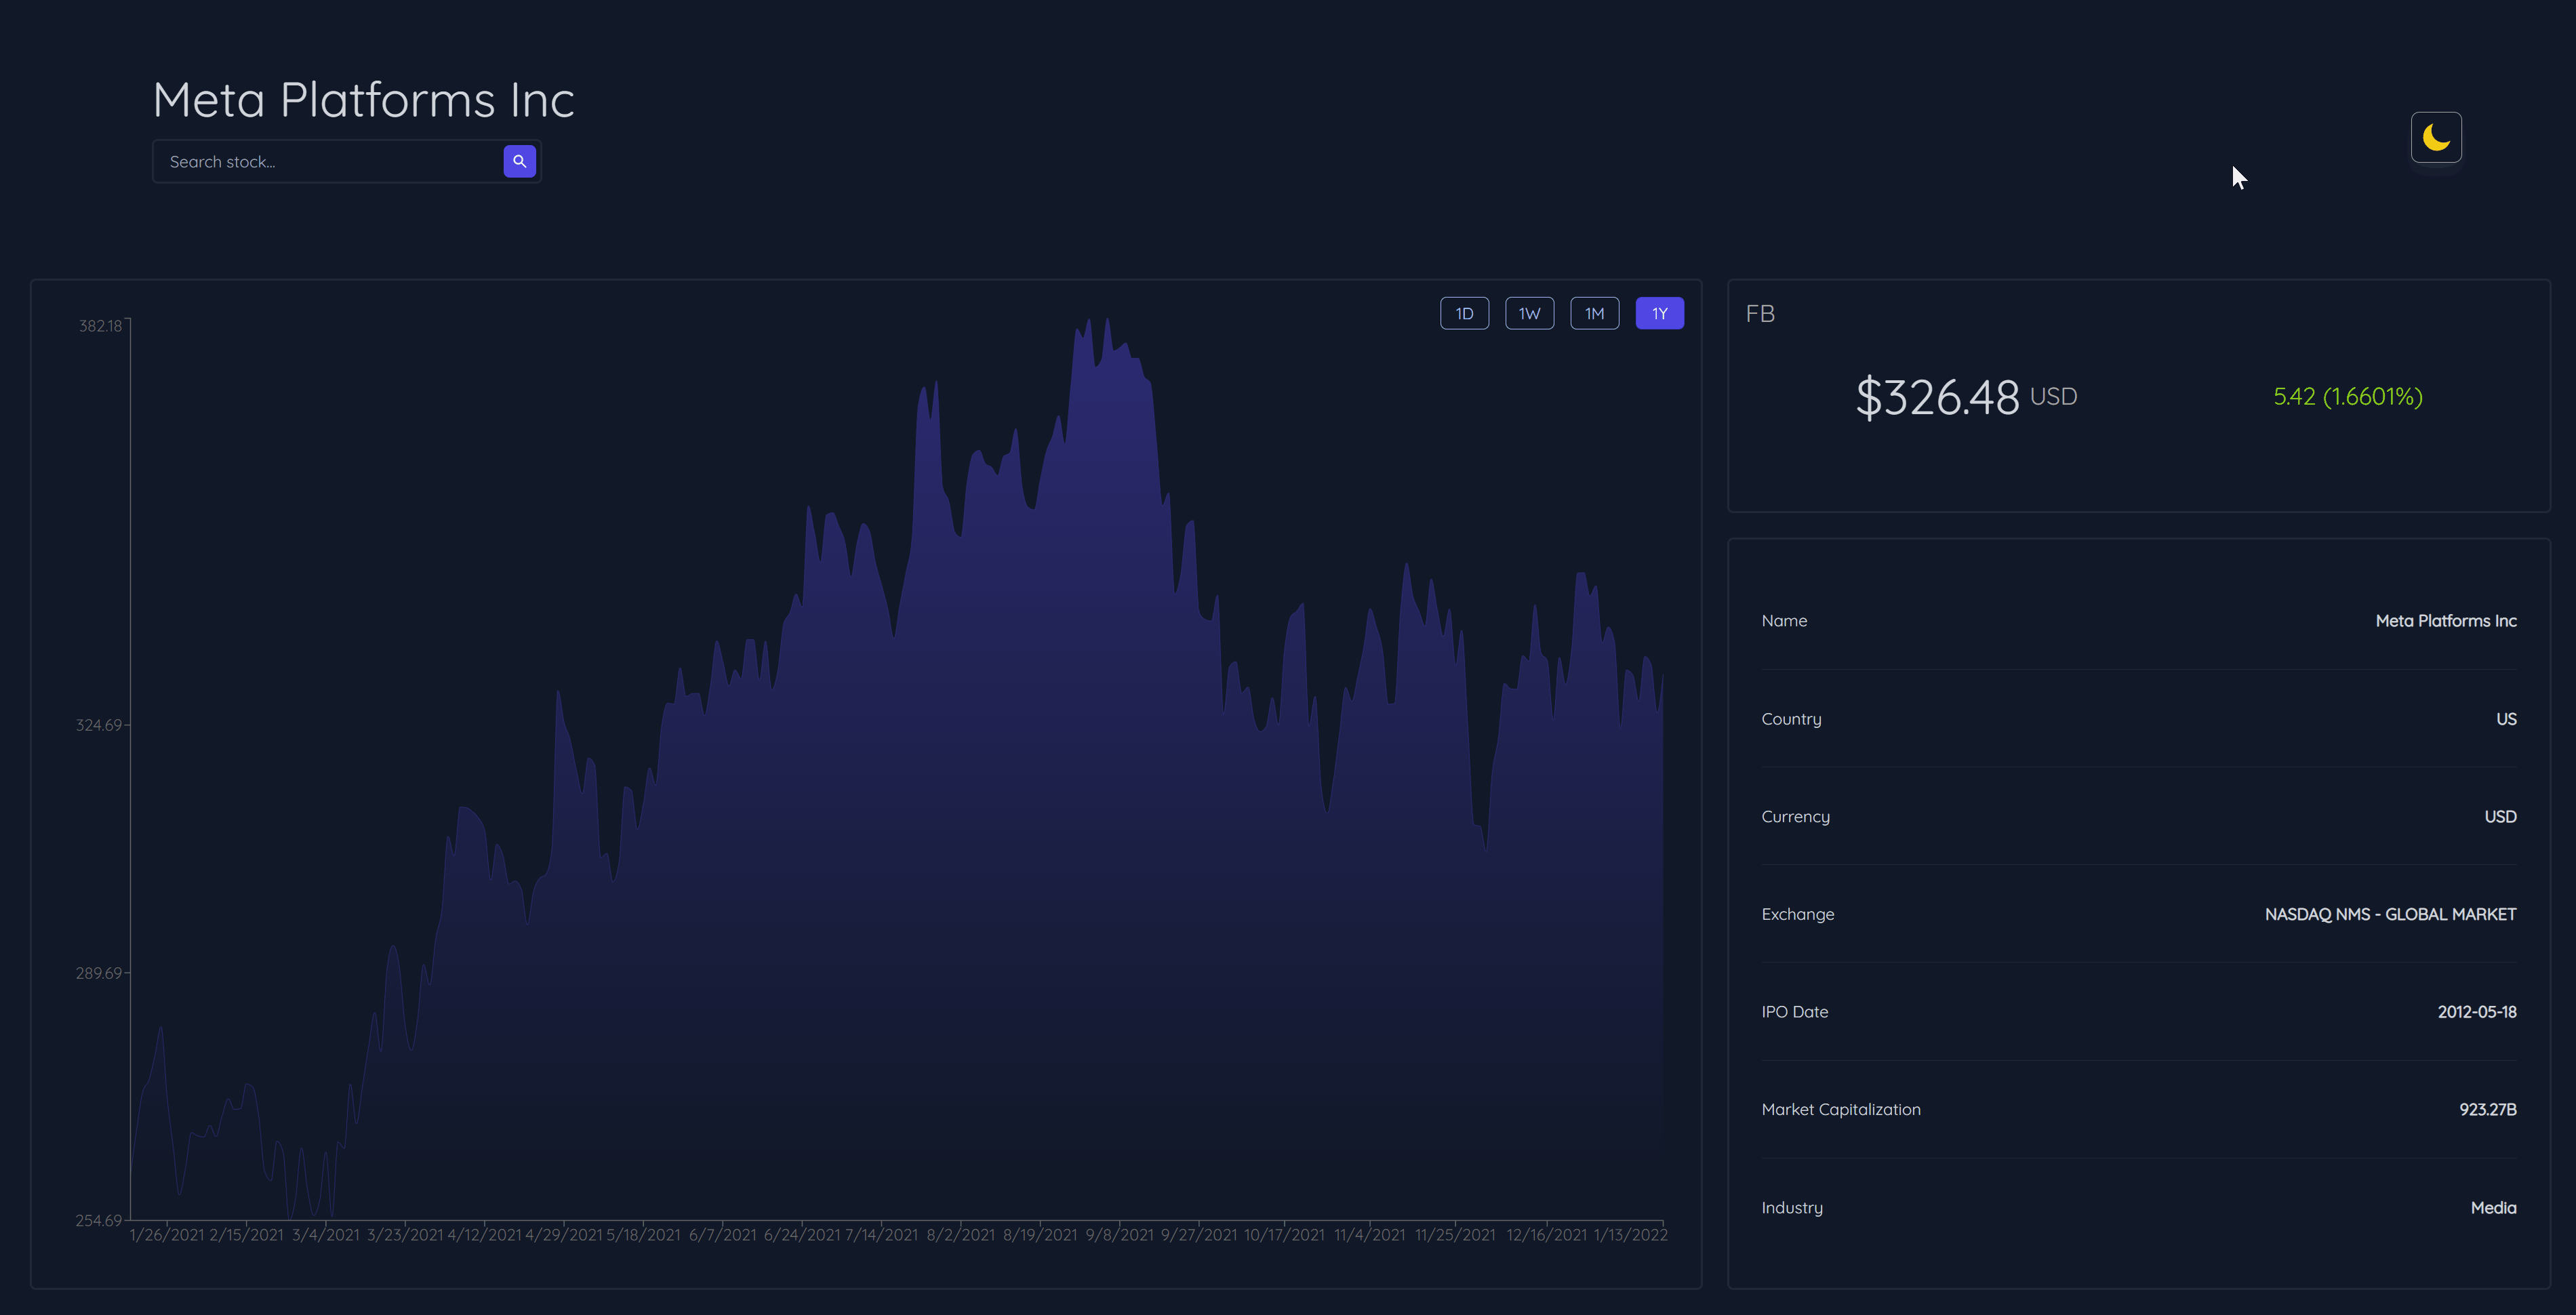 Meta Platforms Inc
Search stock...
1D 1W 1M 1Y
382.18
324.69
289.69
254.69
1/26/2021 2/15/2021 3/4/2021 3/23/2021 4/12/2021 4/29/2021 5/18/2021 6/7/2021 6/24/2021 7/14/2021 8/2/2021 8/19/2021 9/8/2021 9/27/2021 10/17/2021 11/4/2021 11/25/2021 12/16/2021 1/13/2022
FB
$326.48 USD 5.42 (1.6601%)
Name Meta Platforms Inc
Country US
Currency USD
Exchange NASDAQ NMS - GLOBAL MARKET
IPO Date 2012-05-18
Market Capitalization 923.27B
Industry Media